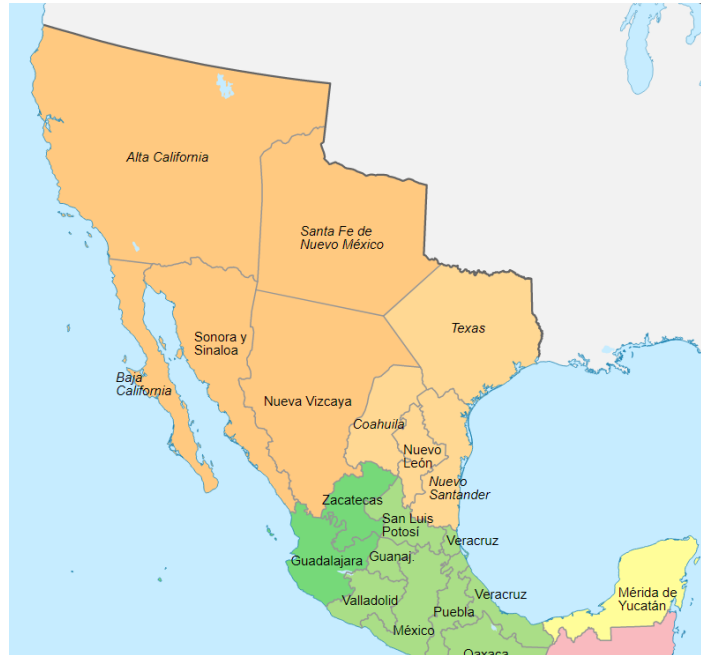 Alta California
Santa Fe de
Nuevo México
Texas
Sonora y
Sinaloa
Baja
California
Nueva Vizcaya
Coahuila
Nuevo
León
Nuevo
Santander
Zacatecas
San Luis
Potosí
Veracruz
Guadalajara
Guanaj.
Valladolid
Veracruz
Puebla
Mérida de
Yucatán
México
Oaxaca